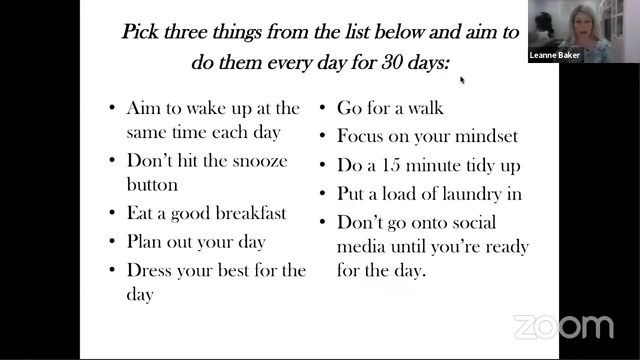 Pick three things from the list below and aim to
do them every day for 30 days:
Leanne Baker
• Aim to wake up at the
same time each day
• Don't hit the snooze
button
• Eat a good breakfast
• Plan out your day
• Dress your best for the
day
• Go for a walk
• Focus on your mindset
• Do a 15 minute tidy up
• Put a load of laundry in
• Don't go onto social
media until you're ready
for the day.
zoom